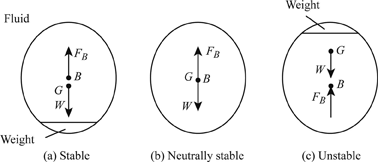 Fluid
Weight
F_B
B
G
W
Weight
(a) Stable
F_B
G B
W
(b) Neutrally stable
G
W
B
F_B
(c) Unstable